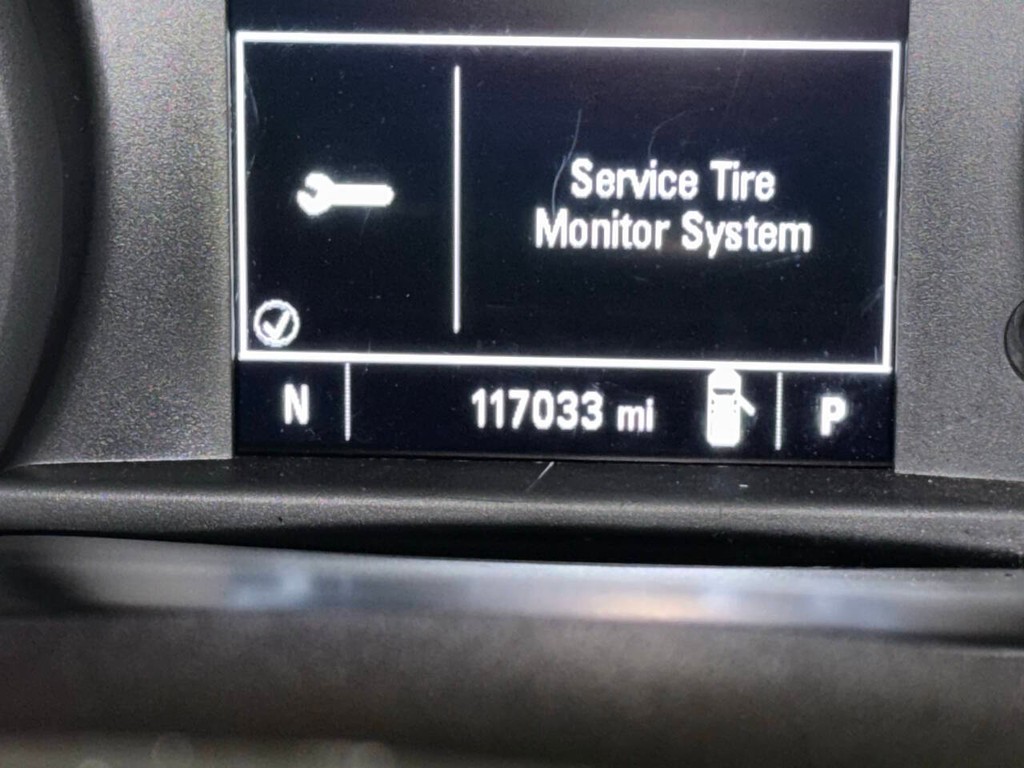 Service Tire
Monitor System
N 117033 mi P